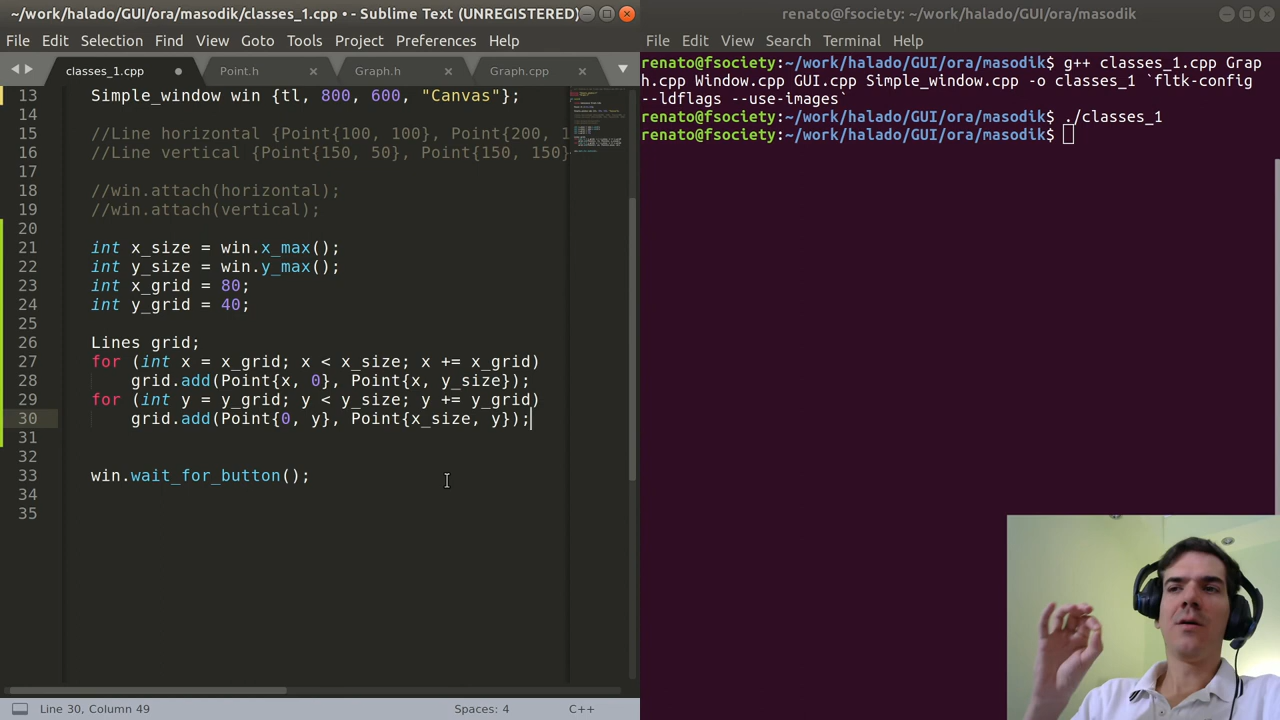 ~/work/halado/GUI/ora/masodik/classes_1.cpp • - Sublime Text (UNREGISTERED)
File Edit Selection Find View Goto Tools Project Preferences Help
classes_1.cpp Point.h Graph.h Graph.cpp
13 Simple_window win {tl, 800, 600, "Canvas"};
14
15 //Line horizontal {Point{100, 100}, Point{200, 1
16 //Line vertical {Point{150, 50}, Point{150, 150}
17
18 //win.attach(horizontal);
19 //win.attach(vertical);
20
21 int x_size = win.x_max();
22 int y_size = win.y_max();
23 int x_grid = 80;
24 int y_grid = 40;
25
26 Lines grid;
27 for (int x = x_grid; x < x_size; x += x_grid)
28 grid.add(Point{x, 0}, Point{x, y_size});
29 for (int y = y_grid; y < y_size; y += y_grid)
30 grid.add(Point{0, y}, Point{x_size, y});
31
32
33 win.wait_for_button();
34
35
Line 30, Column 49 Spaces: 4 C++
renato@fsociety: ~/work/halado/GUI/ora/masodik
File Edit View Search Terminal Help
renato@fsociety:~/work/halado/GUI/ora/masodik$ g++ classes_1.cpp Grap
h.cpp Window.cpp GUI.cpp Simple_window.cpp -o classes_1 `fltk-config
--ldflags --use-images`
renato@fsociety:~/work/halado/GUI/ora/masodik$ ./classes_1
renato@fsociety:~/work/halado/GUI/ora/masodik$